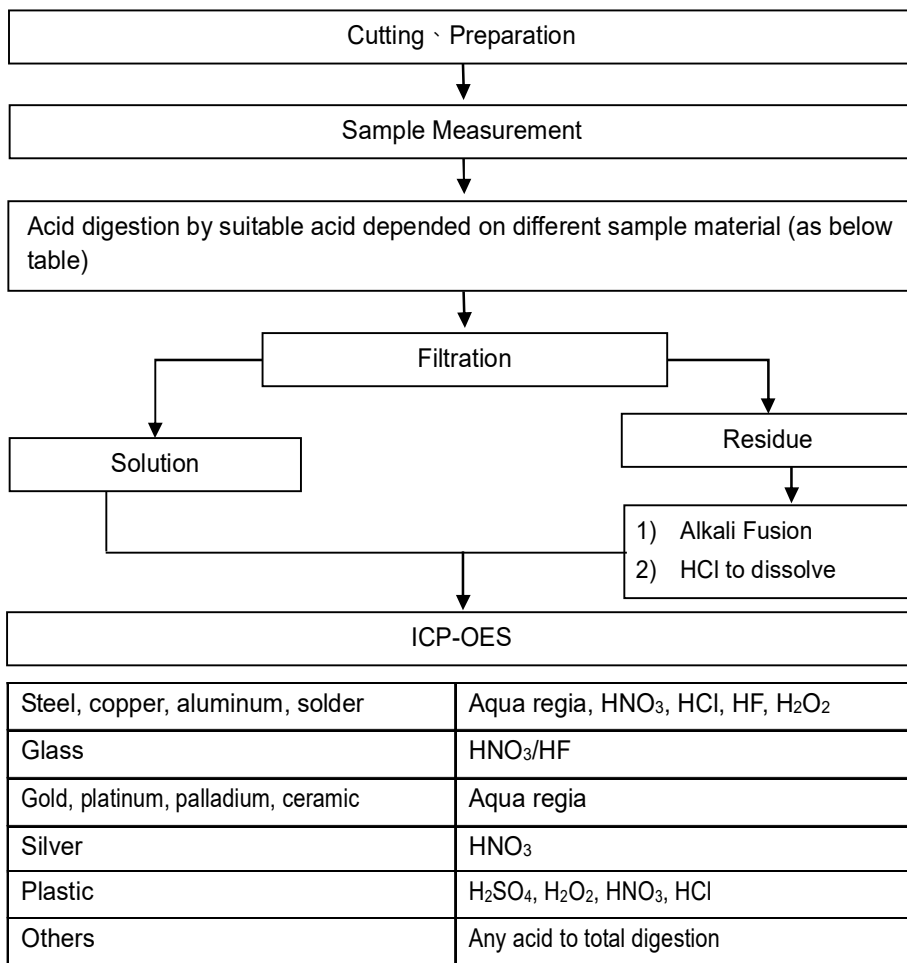 Cutting、Preparation
Sample Measurement
Acid digestion by suitable acid depended on different sample material (as below
table)
Filtration
Solution
Residue
1) Alkali Fusion
2) HCl to dissolve
ICP-OES
Steel, copper, aluminum, solder Aqua regia, HNO₃, HCl, HF, H₂O₂
Glass HNO₃/HF
Gold, platinum, palladium, ceramic Aqua regia
Silver HNO₃
Plastic H₂SO₄, H₂O₂, HNO₃, HCl
Others Any acid to total digestion